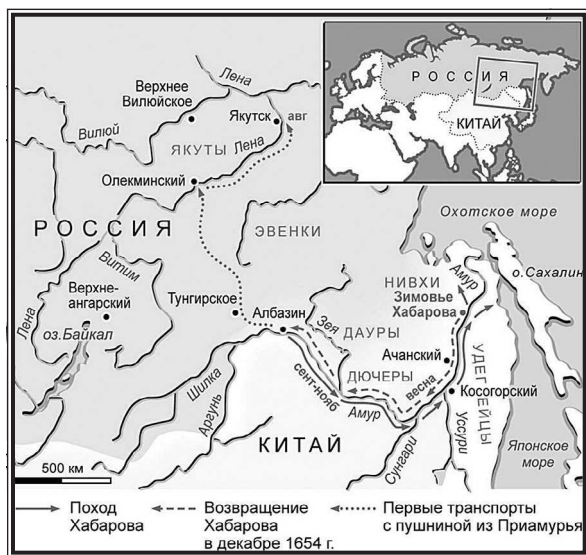 РОССИЯ
КИТАЙ
Лена
Верхнее
Вилюйское
Якутск
авг
Вилюй
ЯКУТЫ
Лена
Олекминский
Охотское море
РОССИЯ
ЭВЕНКИ
о.Сахалин
Витим
Верхне-
ангарский
Тунгирское
Албазин
Зея
НИВХИ
Амур
Зимовье
Хабарова
Лена
оз.Байкал
ДАУРЫ
Ачанский
ДЮЧЕРЫ
весна
УДЕГЕЙЦЫ
Косогорский
Шилка
сент-нояб
Амур
Аргунь
КИТАЙ
Сунгари
Уссури
Японское
море
500 км
Поход
Хабарова
Возвращение
Хабарова
в декабре 1654 г.
Первые транспорты
с пушниной из Приамурья